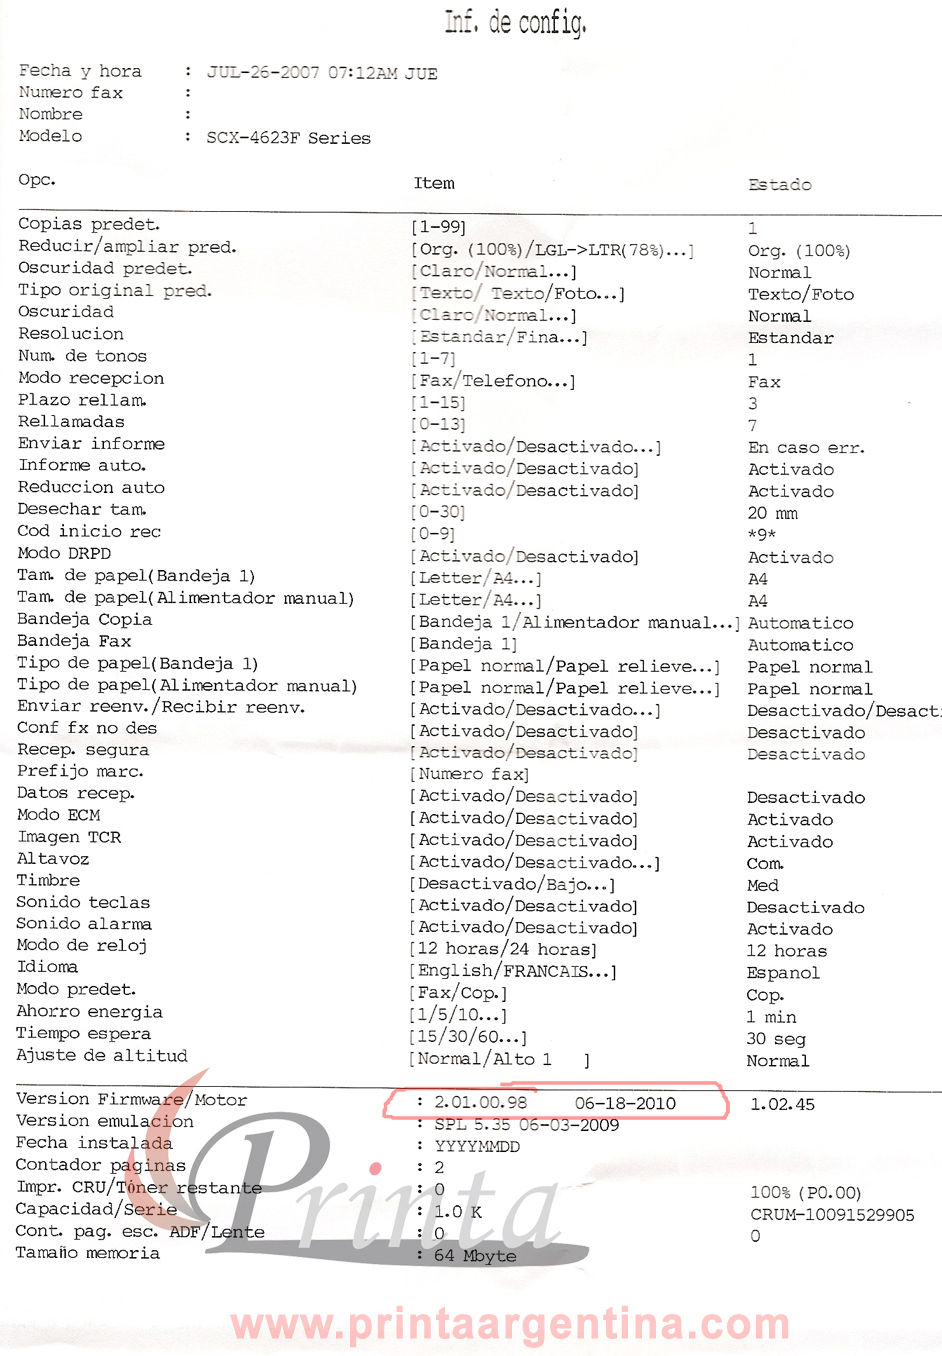 Inf. de config.
Fecha y hora : JUL-26-2007 07:12AM JUE
Numero fax :
Nombre :
Modelo : SCX-4623F Series
Opc. Item Estado
Copias predet. [1-99] 1
Reducir/ampliar pred. [Org. (100%)/LGL->LTR(78%)...] Org. (100%)
Oscuridad predet. [Claro/Normal...] Normal
Tipo original pred. [Texto/ Texto/Foto...] Texto/Foto
Oscuridad [Claro/Normal...] Normal
Resolucion [Estandar/Fina...] Estandar
Num. de tonos [1-7] 1
Modo recepcion [Fax/Telefono...] Fax
Plazo rellam. [1-15] 3
Rellamadas [0-13] 7
Enviar informe [Activado/Desactivado...] En caso err.
Informe auto. [Activado/Desactivado] Activado
Reduccion auto [Activado/Desactivado] Activado
Desechar tam. [0-30] 20 mm
Cod inicio rec [0-9] *9*
Modo DRPD [Activado/Desactivado] Activado
Tam. de papel(Bandeja 1) [Letter/A4...] A4
Tam. de papel(Alimentador manual) [Letter/A4...] A4
Bandeja Copia [Bandeja 1/Alimentador manual...] Automatico
Bandeja Fax [Bandeja 1] Automatico
Tipo de papel(Bandeja 1) [Papel normal/Papel relieve...] Papel normal
Tipo de papel(Alimentador manual) [Papel normal/Papel relieve...] Papel normal
Enviar reenv./Recibir reenv. [Activado/Desactivado...] Desactivado/Desacti
Conf fx no des [Activado/Desactivado] Desactivado
Recep. segura [Activado/Desactivado] Desactivado
Prefijo marc. [Numero fax]
Datos recep. [Activado/Desactivado] Desactivado
Modo ECM [Activado/Desactivado] Activado
Imagen TCR [Activado/Desactivado] Activado
Altavoz [Activado/Desactivado...] Com.
Timbre [Desactivado/Bajo...] Med
Sonido teclas [Activado/Desactivado] Desactivado
Sonido alarma [Activado/Desactivado] Activado
Modo de reloj [12 horas/24 horas] 12 horas
Idioma [English/FRANCAIS...] Espanol
Modo predet. [Fax/Cop.] Cop.
Ahorro energia [1/5/10...] 1 min
Tiempo espera [15/30/60...] 30 seg
Ajuste de altitud [Normal/Alto 1 ] Normal
Version Firmware/Motor : 2.01.00.98 06-18-2010 1.02.45
Version emulacion : SPL 5.35 06-03-2009
Fecha instalada : YYYYMMDD
Contador paginas : 2
Impr. CRU/Tóner restante : 0 100% (P0.00)
Capacidad/Serie : 1.0 K CRUM-10091529905
Cont. pag. esc. ADF/Lente : 0 0
Tamaño memoria : 64 Mbyte
Printa
www.printaargentina.com